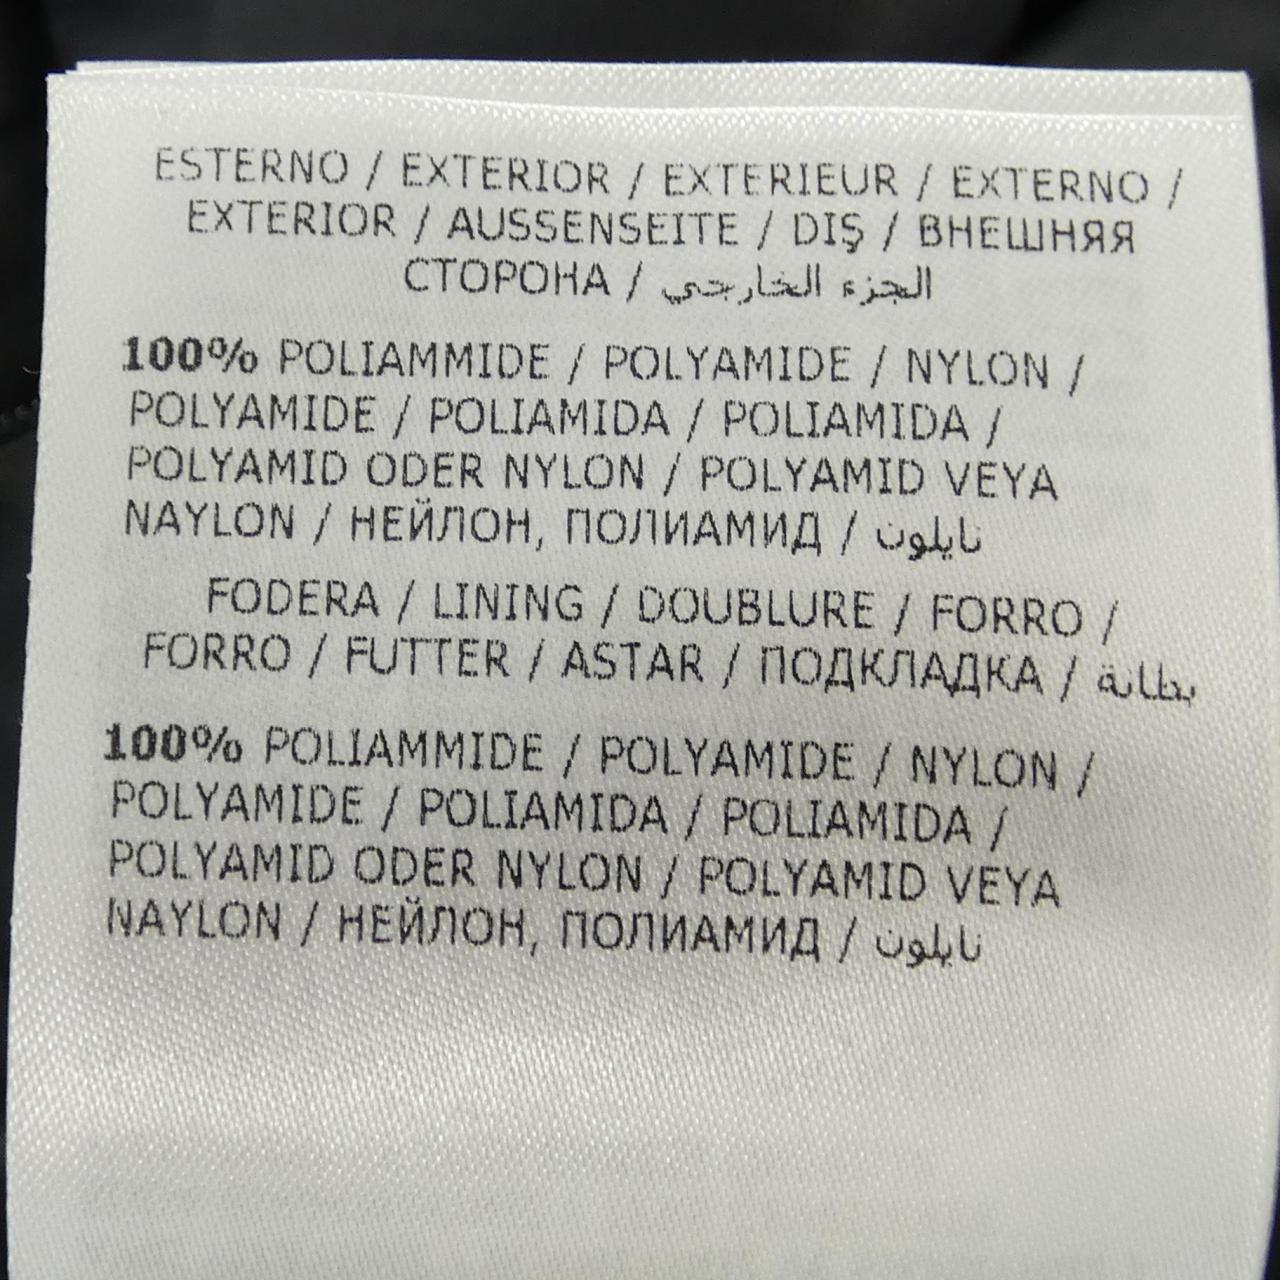 ESTERNO / EXTERIOR / EXTERIEUR / EXTERNO /
EXTERIOR / AUSSENSEITE / DIŞ / ВНЕШНЯЯ
СТОРОНА / الجزء الخارجي
100% POLIAMMIDE / POLYAMIDE / NYLON /
POLYAMIDE / POLIAMIDA / POLIAMIDA /
POLYAMID ODER NYLON / POLYAMID VEYA
NAYLON / НЕЙЛОН, ПОЛИАМИД / نايلون
FODERA / LINING / DOUBLURE / FORRO /
FORRO / FUTTER / ASTAR / ПОДКЛАДКА / بطانة
100% POLIAMMIDE / POLYAMIDE / NYLON /
POLYAMIDE / POLIAMIDA / POLIAMIDA /
POLYAMID ODER NYLON / POLYAMID VEYA
NAYLON / НЕЙЛОН, ПОЛИАМИД / نايلون